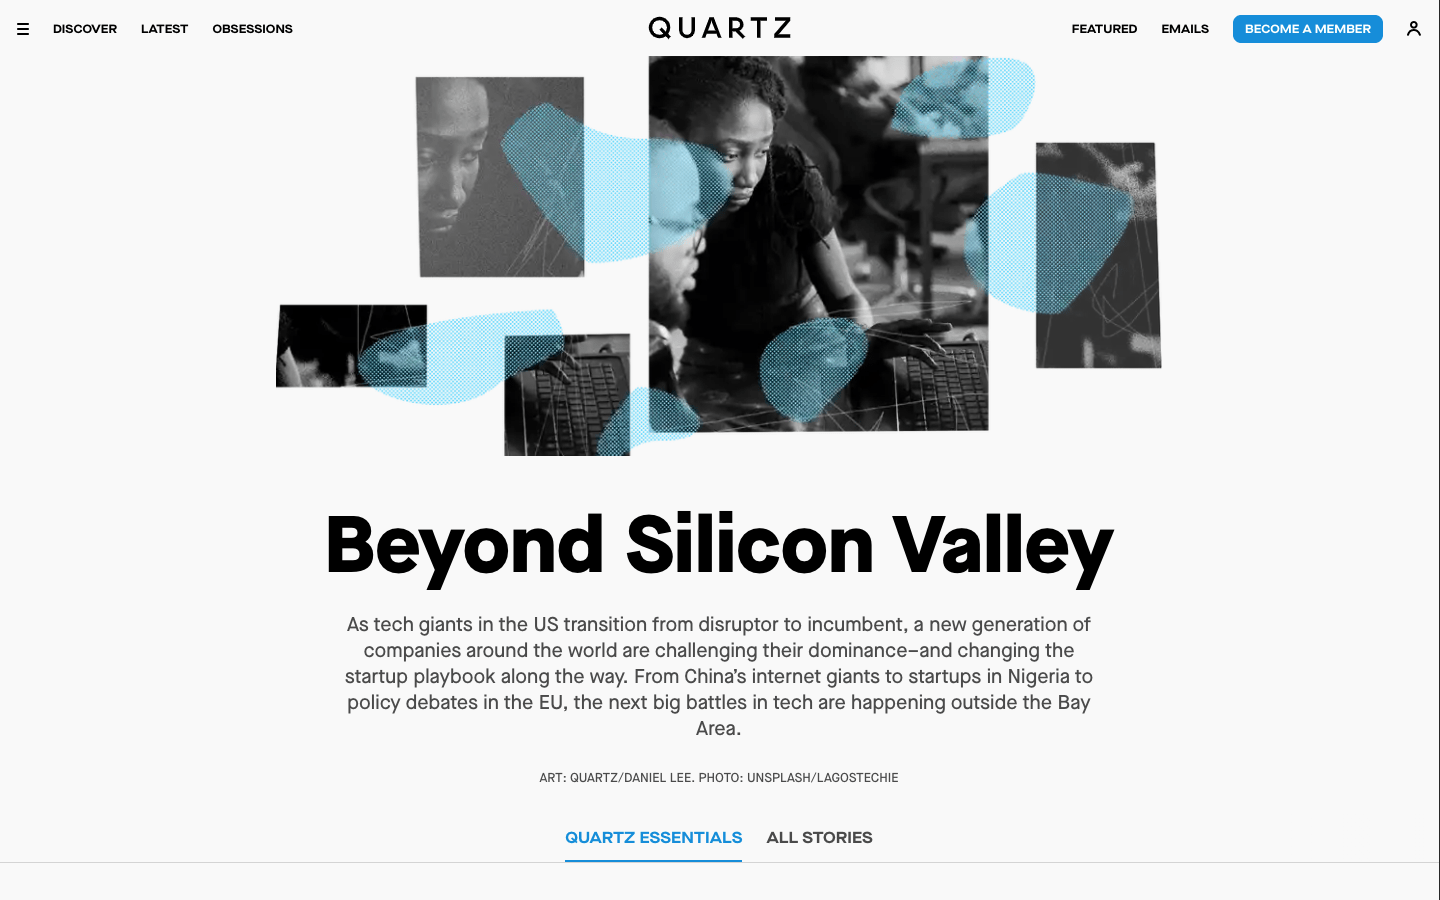 DISCOVER LATEST OBSESSIONS QUARTZ FEATURED EMAILS BECOME A MEMBER
Beyond Silicon Valley
As tech giants in the US transition from disruptor to incumbent, a new generation of
companies around the world are challenging their dominance–and changing the
startup playbook along the way. From China’s internet giants to startups in Nigeria to
policy debates in the EU, the next big battles in tech are happening outside the Bay
Area.
ART: QUARTZ/DANIEL LEE. PHOTO: UNSPLASH/LAGOSTECHIE
QUARTZ ESSENTIALS ALL STORIES